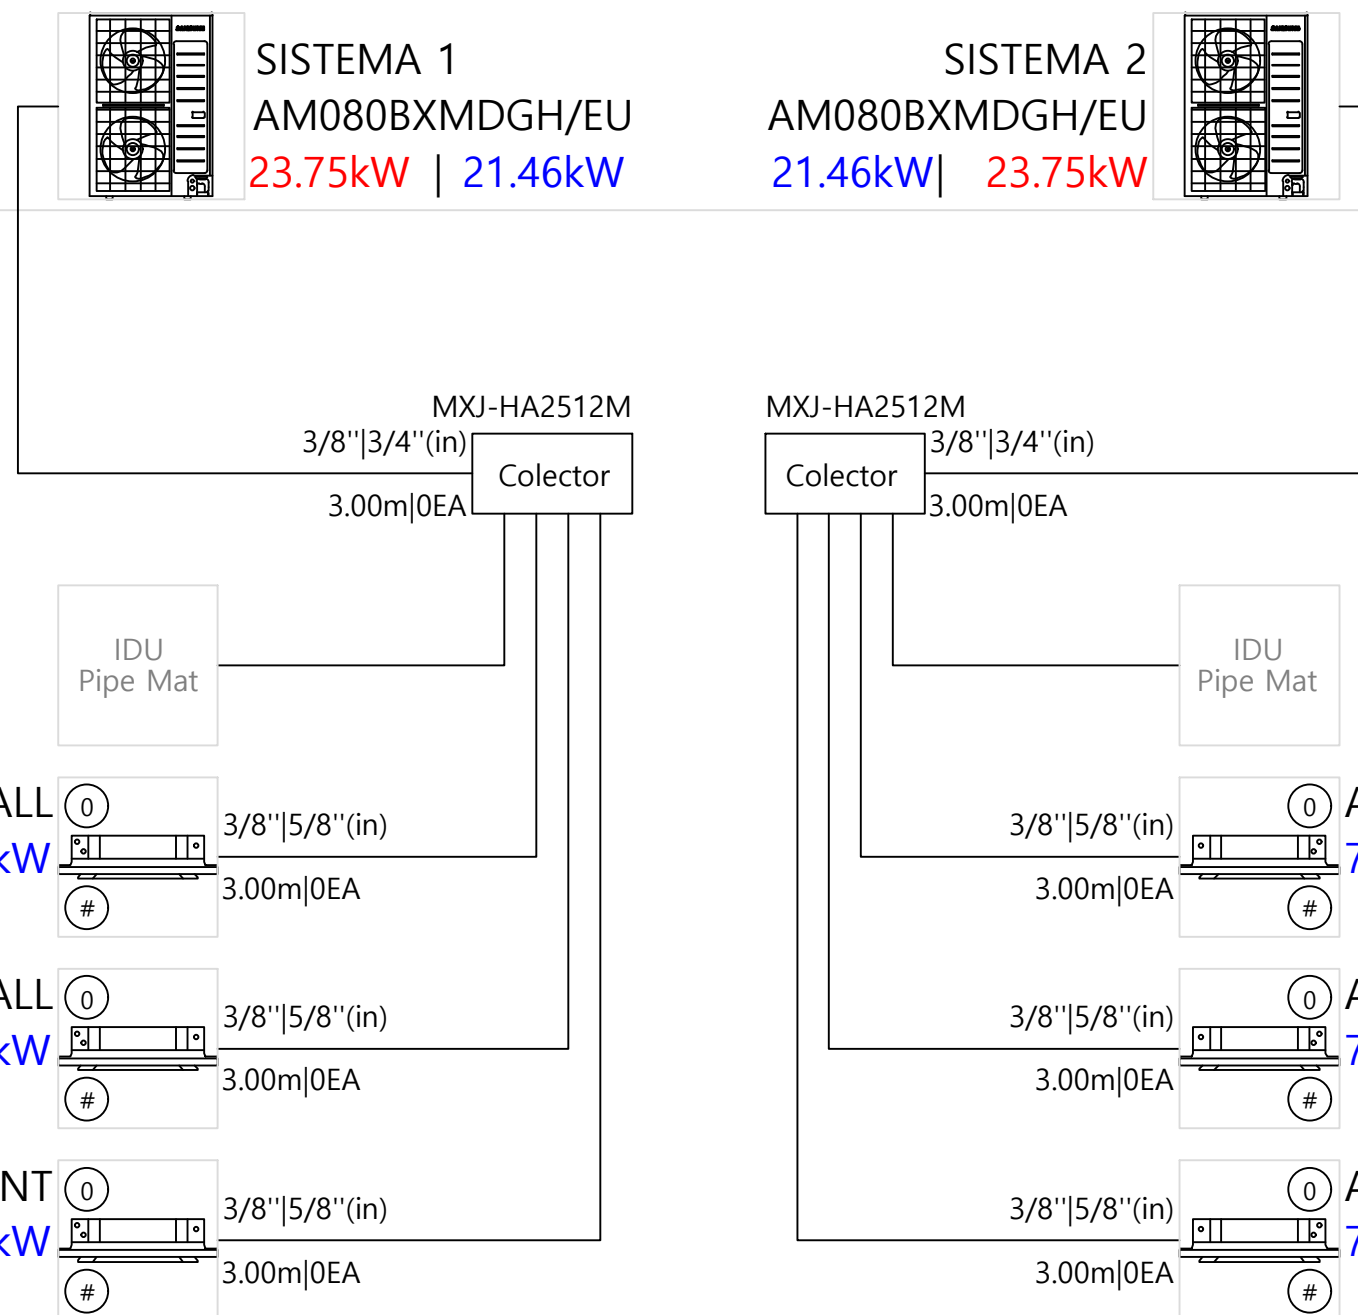 SISTEMA 1
AM080BXMDGH/EU
23.75kW | 21.46kW
SISTEMA 2
AM080BXMDGH/EU
21.46kW| 23.75kW
MXJ-HA2512M
3/8''|3/4''(in)
Colector
3.00m|0EA
MXJ-HA2512M
3/8''|3/4''(in)
Colector
3.00m|0EA
IDU
Pipe Mat
IDU
Pipe Mat
ALL
0
3/8''|5/8''(in)
kW
3.00m|0EA
#
3/8''|5/8''(in)
0
A
7
3.00m|0EA
#
ALL
0
3/8''|5/8''(in)
kW
3.00m|0EA
#
3/8''|5/8''(in)
0
A
7
3.00m|0EA
#
NT
0
3/8''|5/8''(in)
kW
3.00m|0EA
#
3/8''|5/8''(in)
0
A
7
3.00m|0EA
#